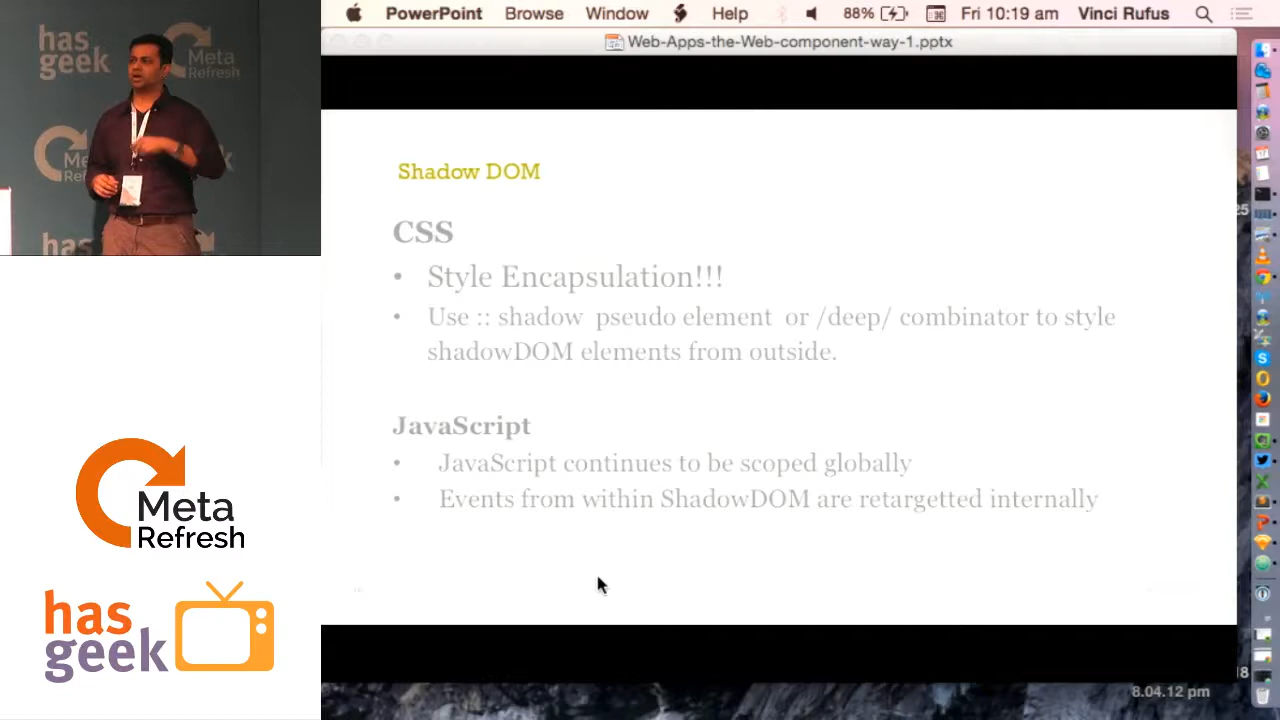 has
geek
Meta
Refresh
PowerPoint Browse Window Help 88% Fri 10:19 am Vinci Rufus
Web-Apps-the-Web-component-way-1.pptx
Shadow DOM
CSS
• Style Encapsulation!!!
• Use :: shadow pseudo element or /deep/ combinator to style
shadowDOM elements from outside.
JavaScript
• JavaScript continues to be scoped globally
• Events from within ShadowDOM are retargetted internally
Meta
Refresh
has
geek
25
8
8.04.12 pm